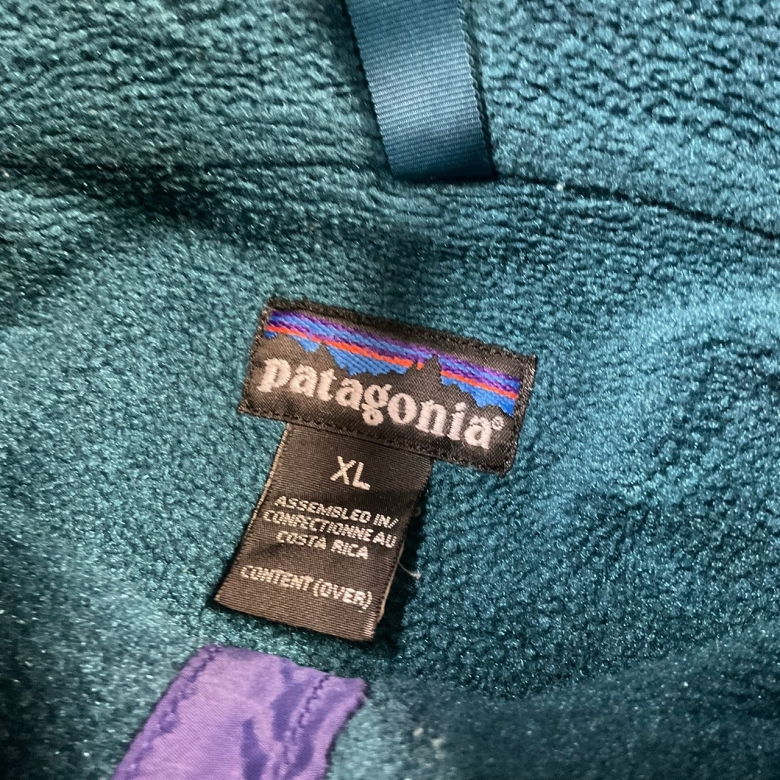 patagonia®
XL
ASSEMBLED IN/
CONFECTIONNE AU
COSTA RICA
CONTENT (OVER)